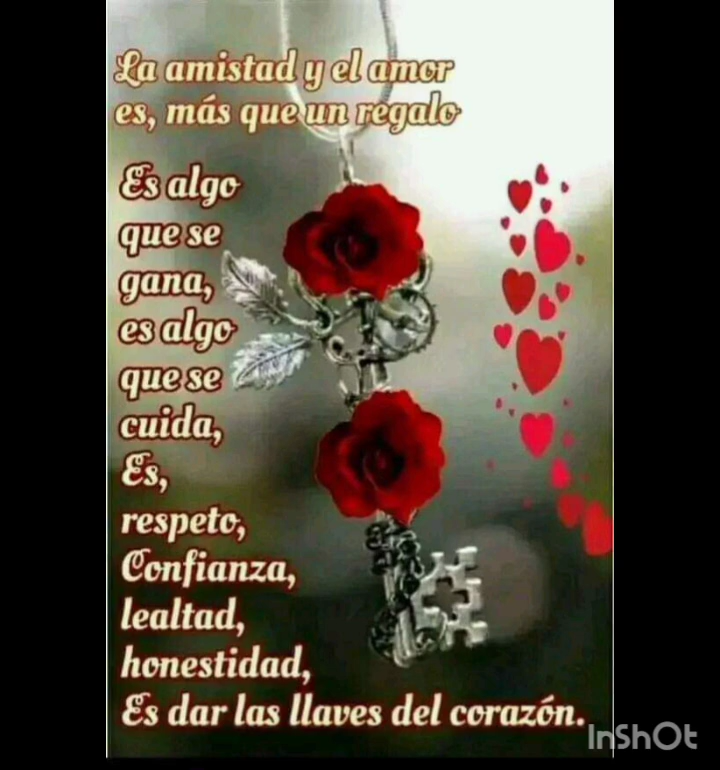 La amistad y el amor
es, más que un regalo
Es algo
que se
gana,
es algo
que se
cuida,
Es,
respeto,
Confianza,
lealtad,
honestidad,
Es dar las llaves del corazón.
InShOt